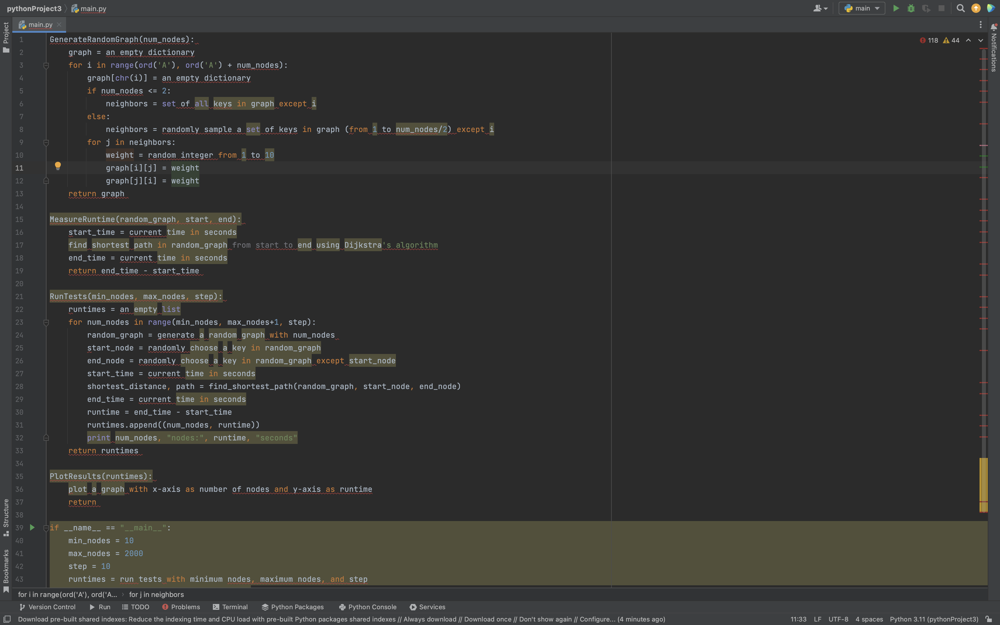 pythonProject3 main.py
main
main.py
118 44
Project
Notifications
1 GenerateRandomGraph(num_nodes):
2 graph = an empty dictionary
3 for i in range(ord('A'), ord('A') + num_nodes):
4 graph[chr(i)] = an empty dictionary
5 if num_nodes <= 2:
6 neighbors = set of all keys in graph except i
7 else:
8 neighbors = randomly sample a set of keys in graph (from 1 to num_nodes/2) except i
9 for j in neighbors:
10 weight = random integer from 1 to 10
11 graph[i][j] = weight
12 graph[j][i] = weight
13 return graph
14
15 MeasureRuntime(random_graph, start, end):
16 start_time = current time in seconds
17 find shortest path in random_graph from start to end using Dijkstra's algorithm
18 end_time = current time in seconds
19 return end_time - start_time
20
21 RunTests(min_nodes, max_nodes, step):
22 runtimes = an empty list
23 for num_nodes in range(min_nodes, max_nodes+1, step):
24 random_graph = generate a random graph with num_nodes
25 start_node = randomly choose a key in random_graph
26 end_node = randomly choose a key in random_graph except start_node
27 start_time = current time in seconds
28 shortest_distance, path = find_shortest_path(random_graph, start_node, end_node)
29 end_time = current time in seconds
30 runtime = end_time - start_time
31 runtimes.append((num_nodes, runtime))
32 print num_nodes, "nodes:", runtime, "seconds"
33 return runtimes
34
35 PlotResults(runtimes):
36 plot a graph with x-axis as number of nodes and y-axis as runtime
37 return
38
39 if __name__ == "__main__":
40 min_nodes = 10
41 max_nodes = 2000
42 step = 10
43 runtimes = run tests with minimum nodes, maximum nodes, and step
Structure
Bookmarks
for i in range(ord('A'), ord('A... › for j in neighbors
Version Control Run TODO Problems Terminal Python Packages Python Console Services
Download pre-built shared indexes: Reduce the indexing time and CPU load with pre-built Python packages shared indexes // Always download // Download once // Don't show again // Configure... (4 minutes ago) 11:33 LF UTF-8 4 spaces Python 3.11 (pythonProject3)